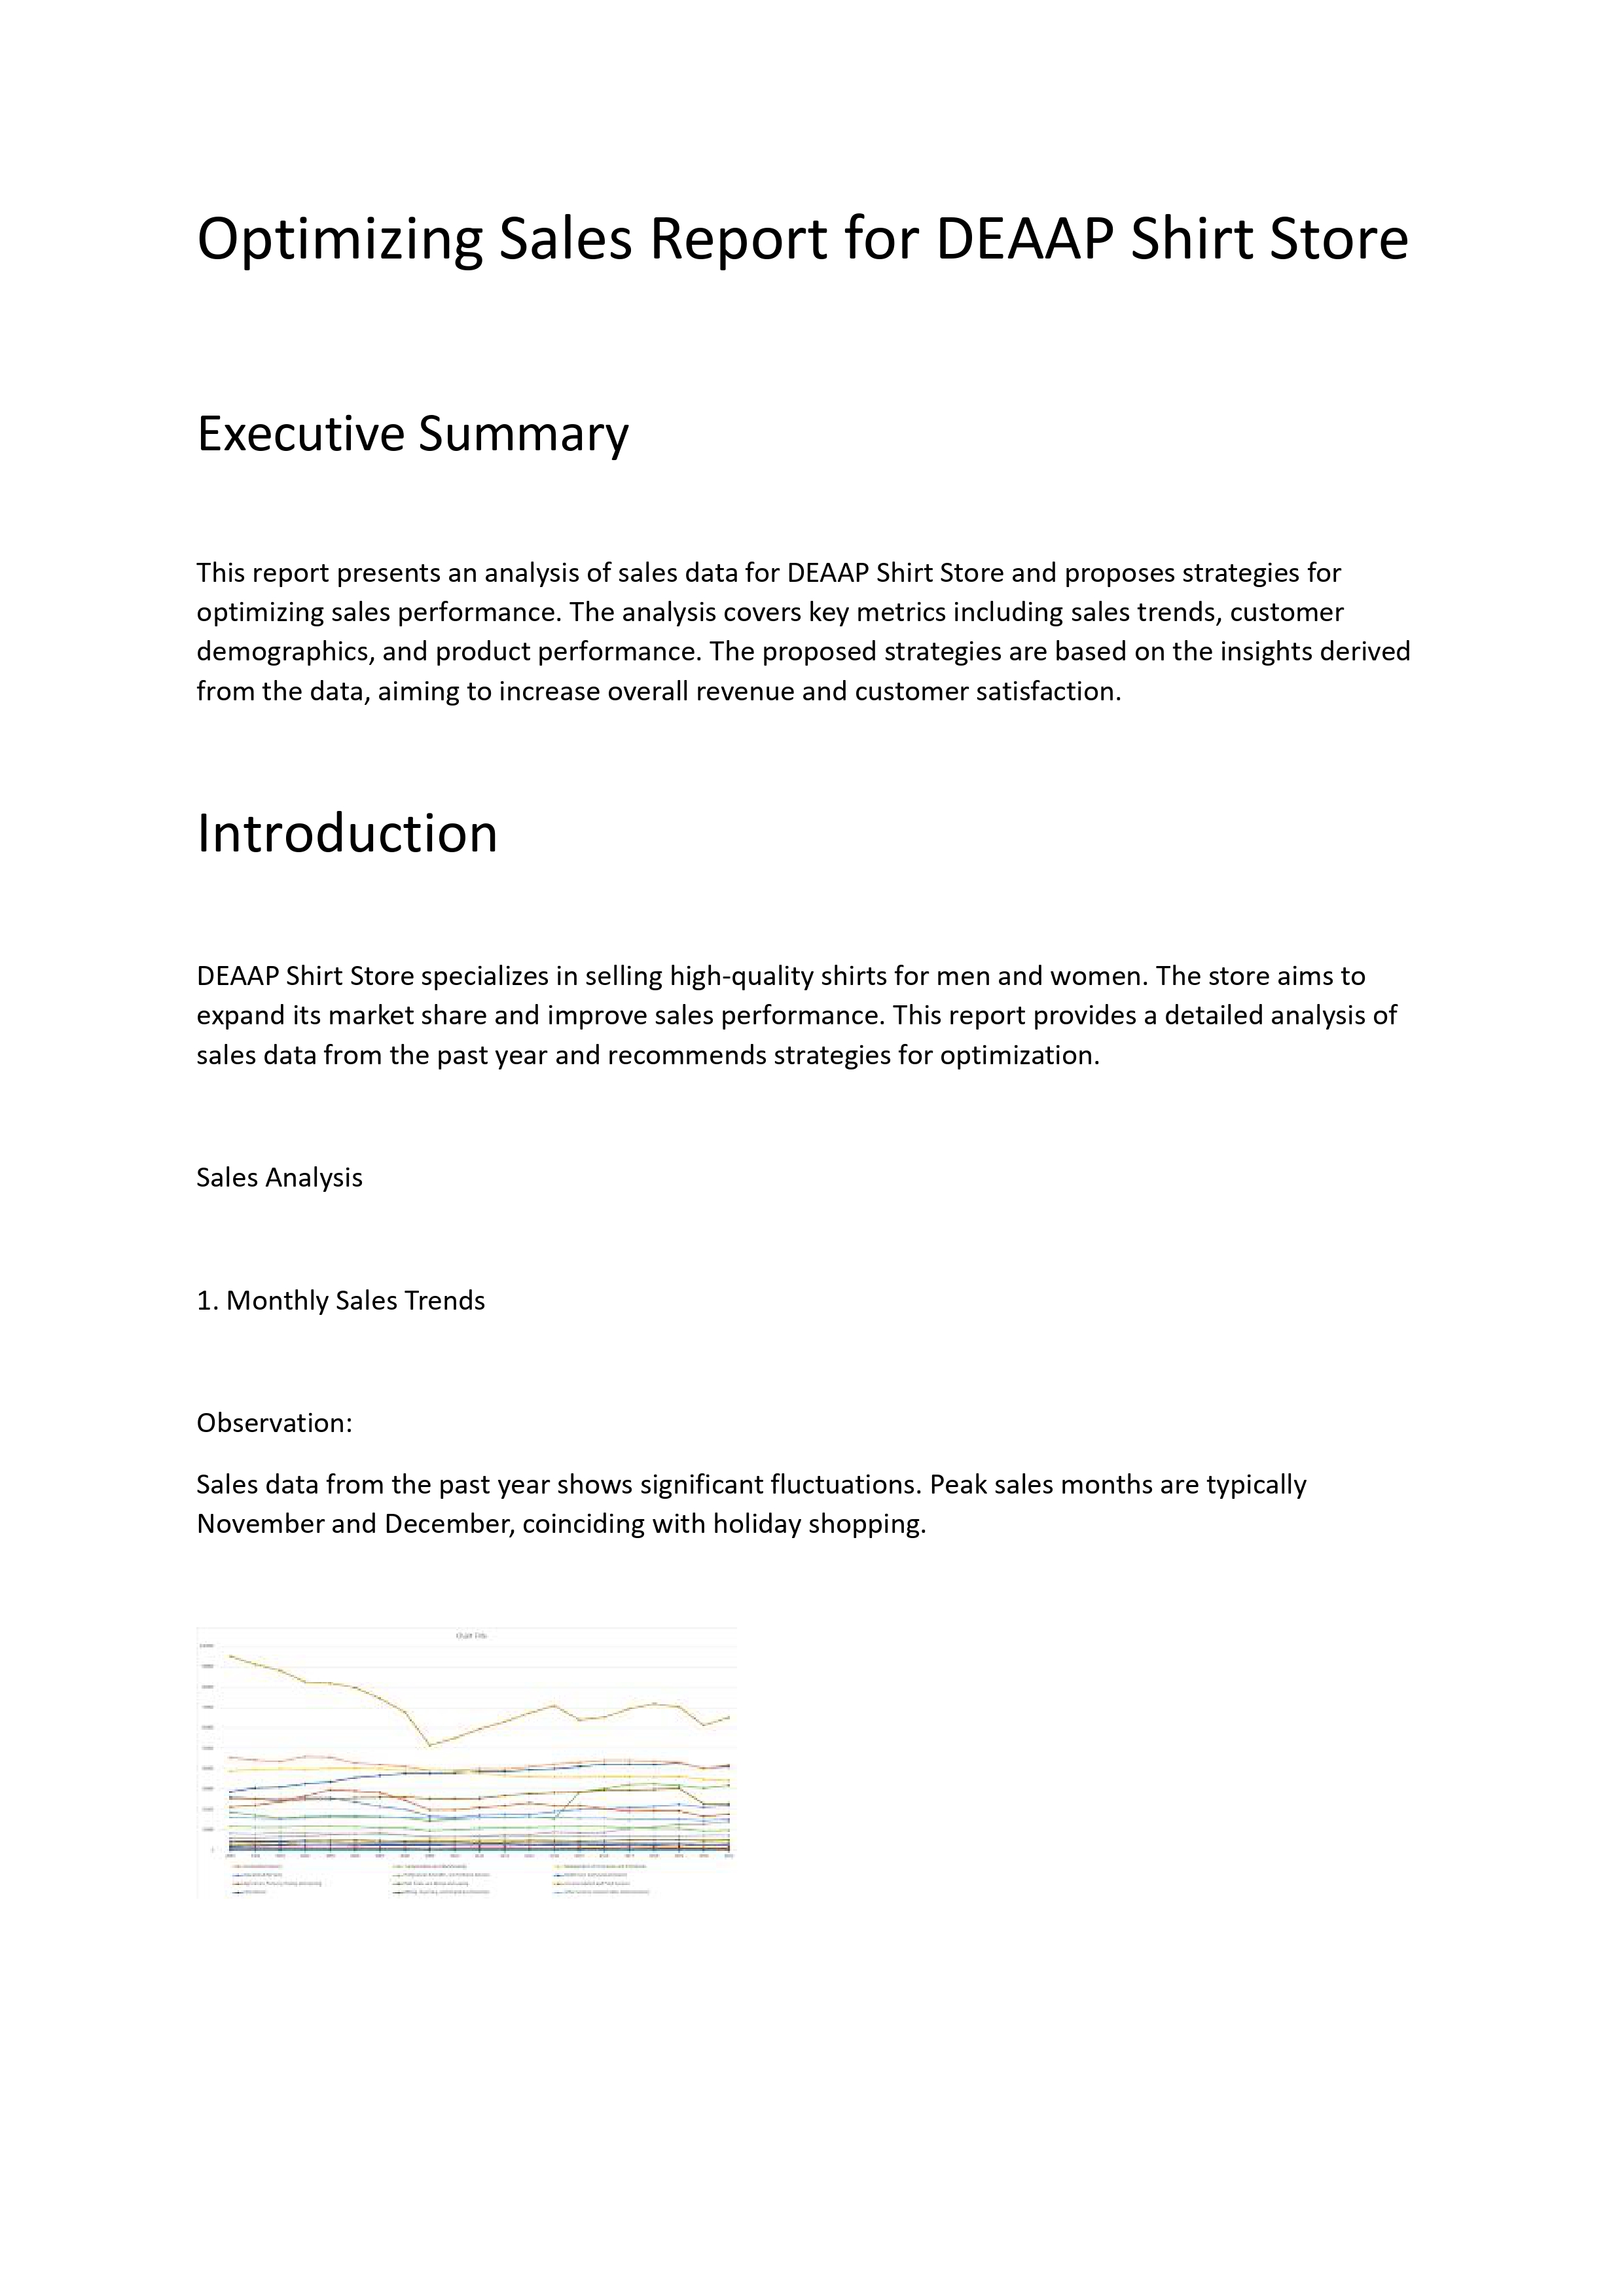 Optimizing Sales Report for DEAAP Shirt Store
Executive Summary
This report presents an analysis of sales data for DEAAP Shirt Store and proposes strategies for
optimizing sales performance. The analysis covers key metrics including sales trends, customer
demographics, and product performance. The proposed strategies are based on the insights derived
from the data, aiming to increase overall revenue and customer satisfaction.
Introduction
DEAAP Shirt Store specializes in selling high-quality shirts for men and women. The store aims to
expand its market share and improve sales performance. This report provides a detailed analysis of
sales data from the past year and recommends strategies for optimization.
Sales Analysis
1. Monthly Sales Trends
Observation:
Sales data from the past year shows significant fluctuations. Peak sales months are typically
November and December, coinciding with holiday shopping.
Chart Title